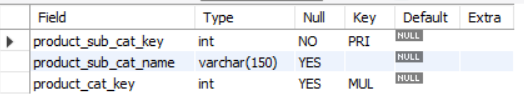 Field Type Null Key Default Extra
product_sub_cat_key int NO PRI NULL
product_sub_cat_name varchar(150) YES NULL
product_cat_key int YES MUL NULL